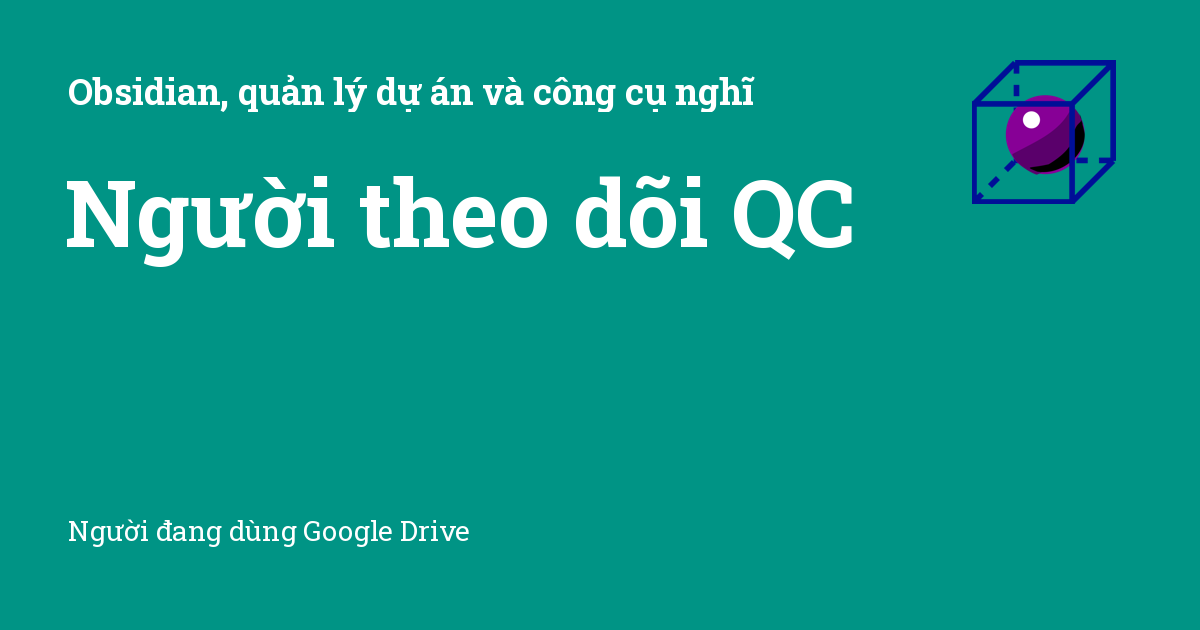 Obsidian, quản lý dự án và công cụ nghĩ
Người theo dõi QC
Người đang dùng Google Drive